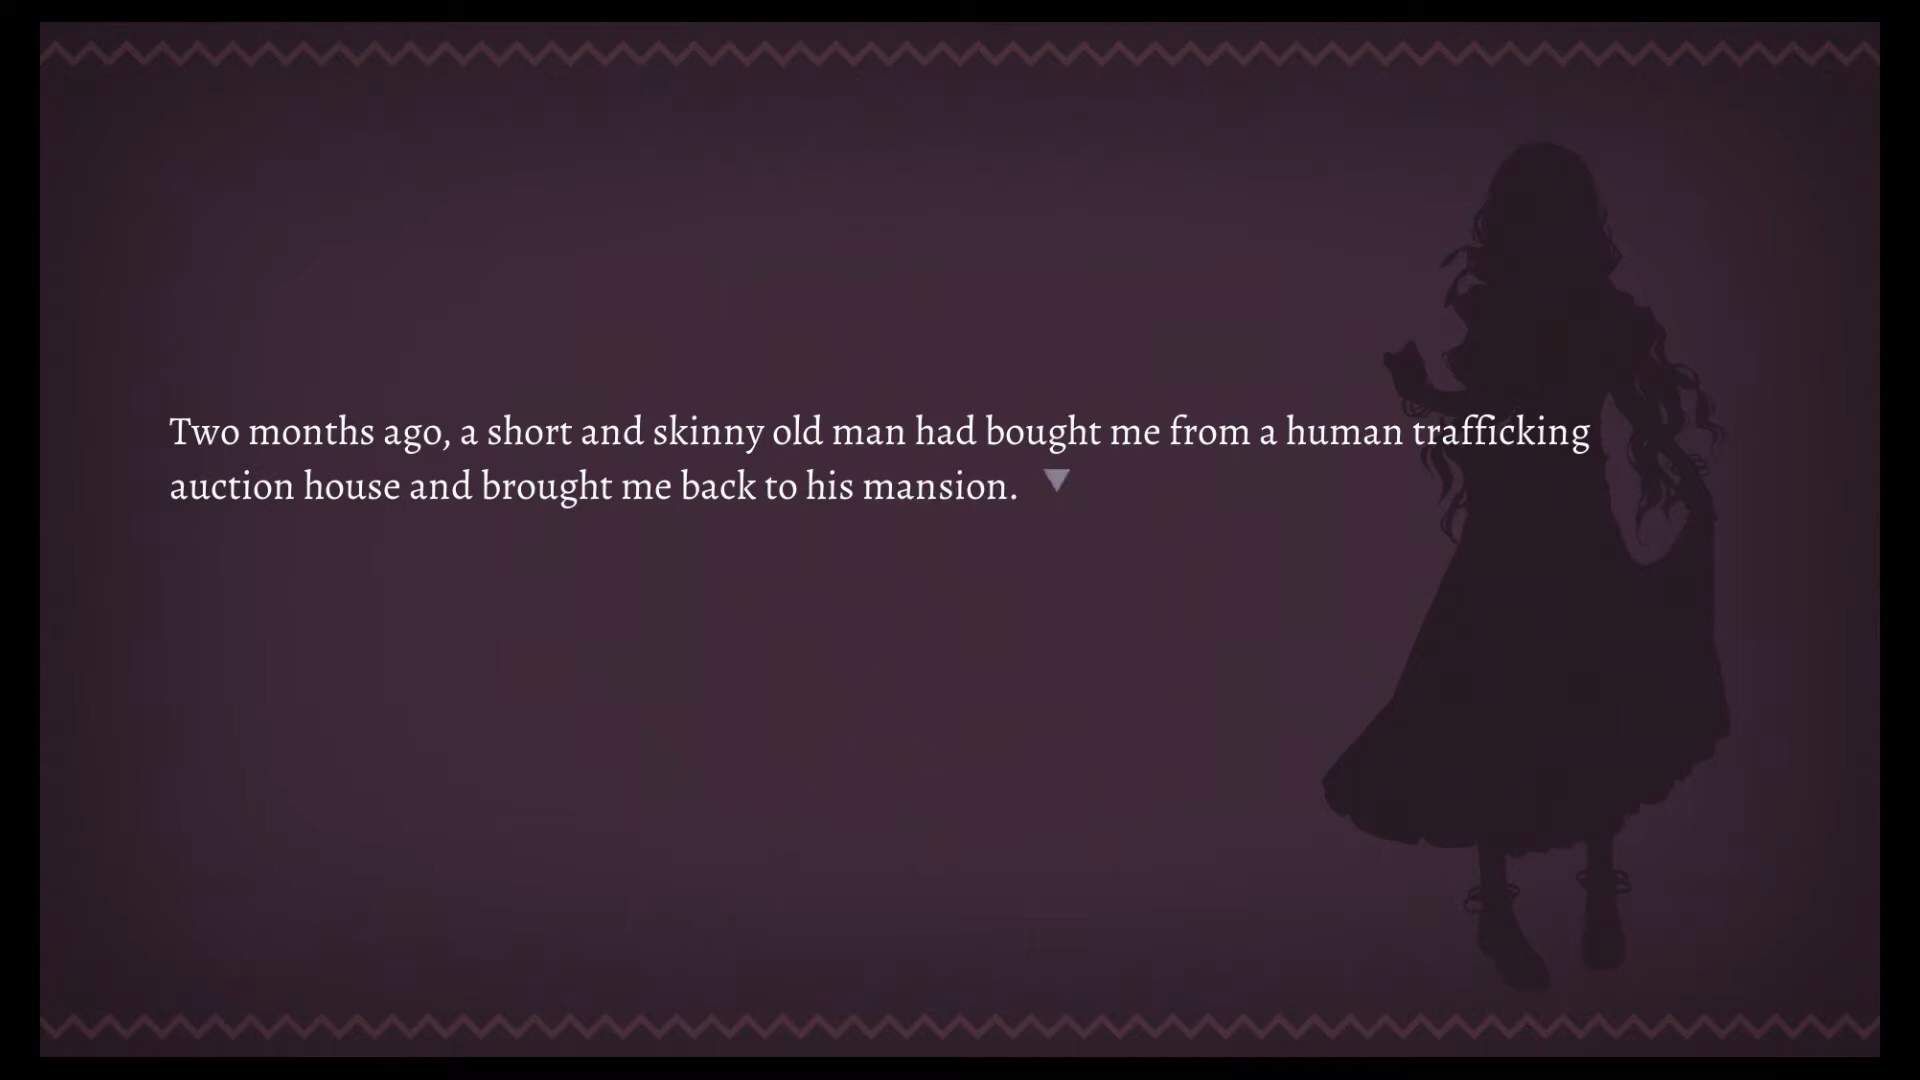 Two months ago, a short and skinny old man had bought me from a human trafficking
auction house and brought me back to his mansion.